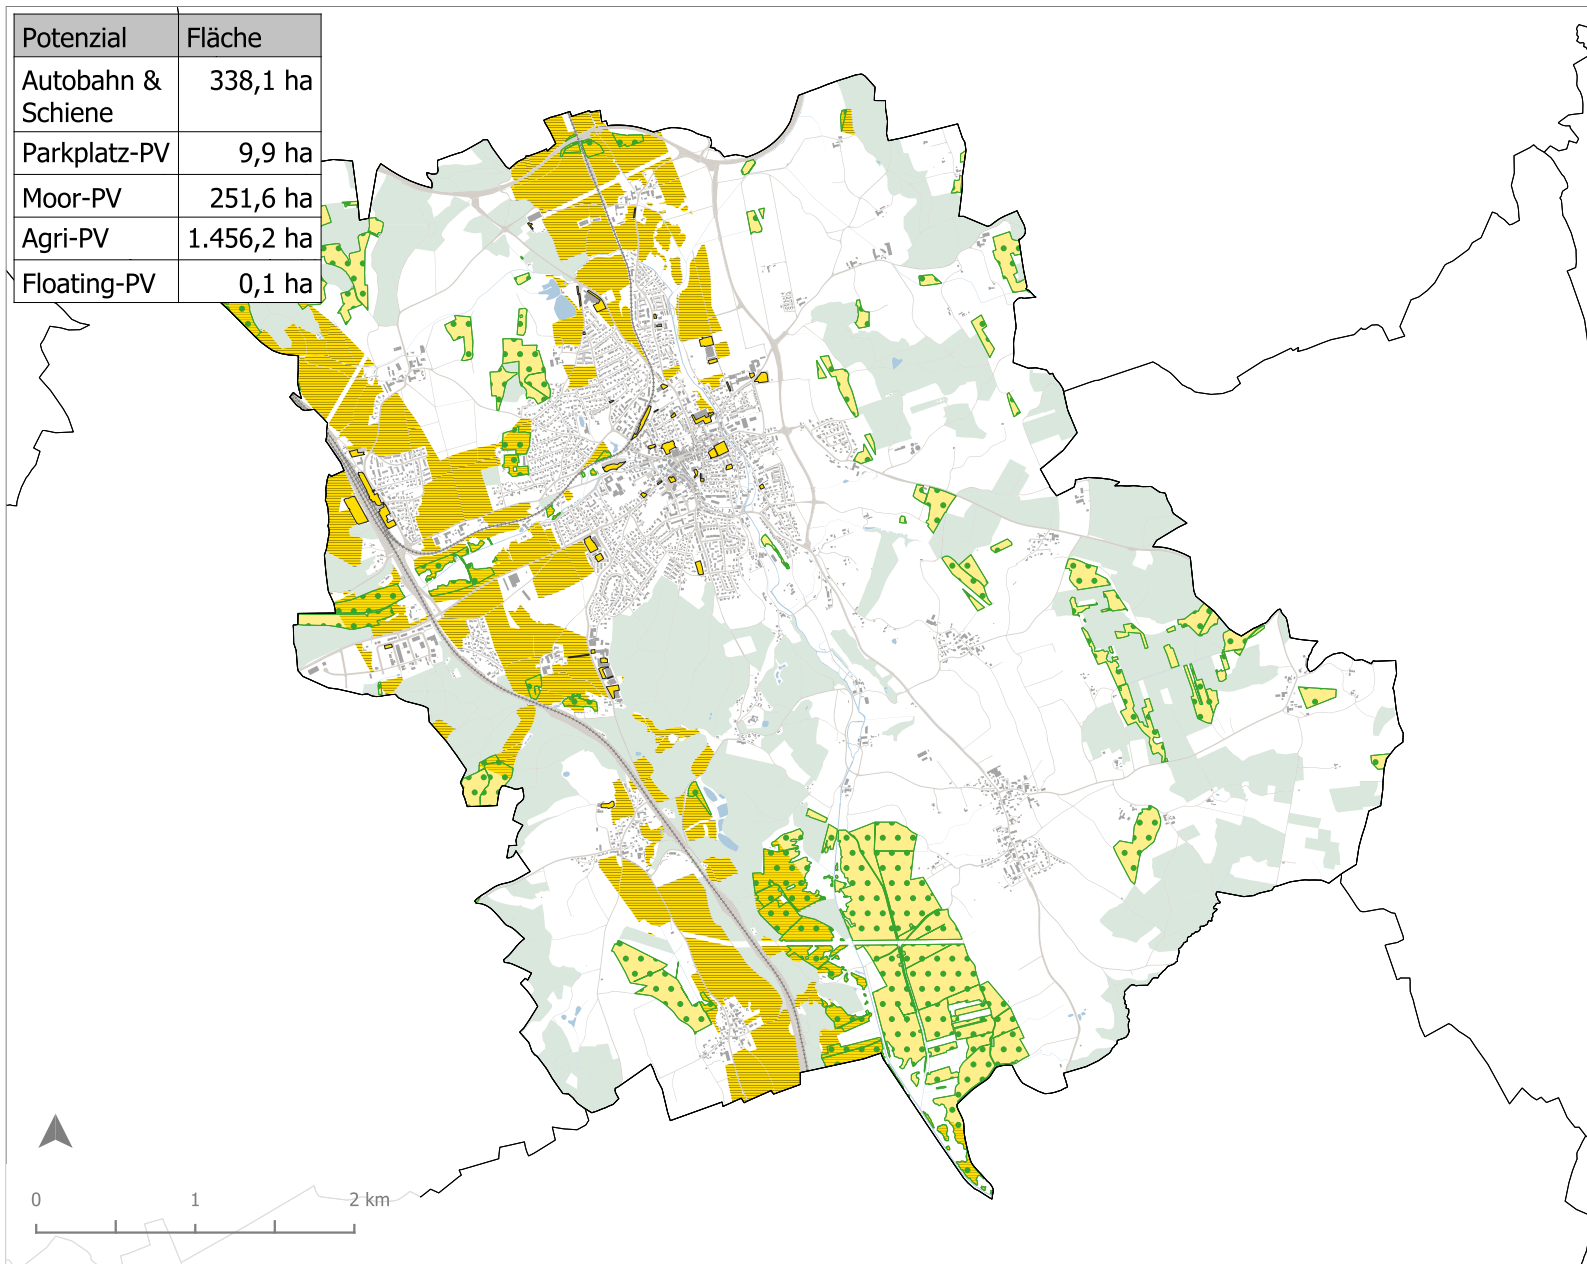 Potenzial Fläche
Autobahn & 338,1 ha
Schiene
Parkplatz-PV 9,9 ha
Moor-PV 251,6 ha
Agri-PV 1.456,2 ha
Floating-PV 0,1 ha
0 1 2 km